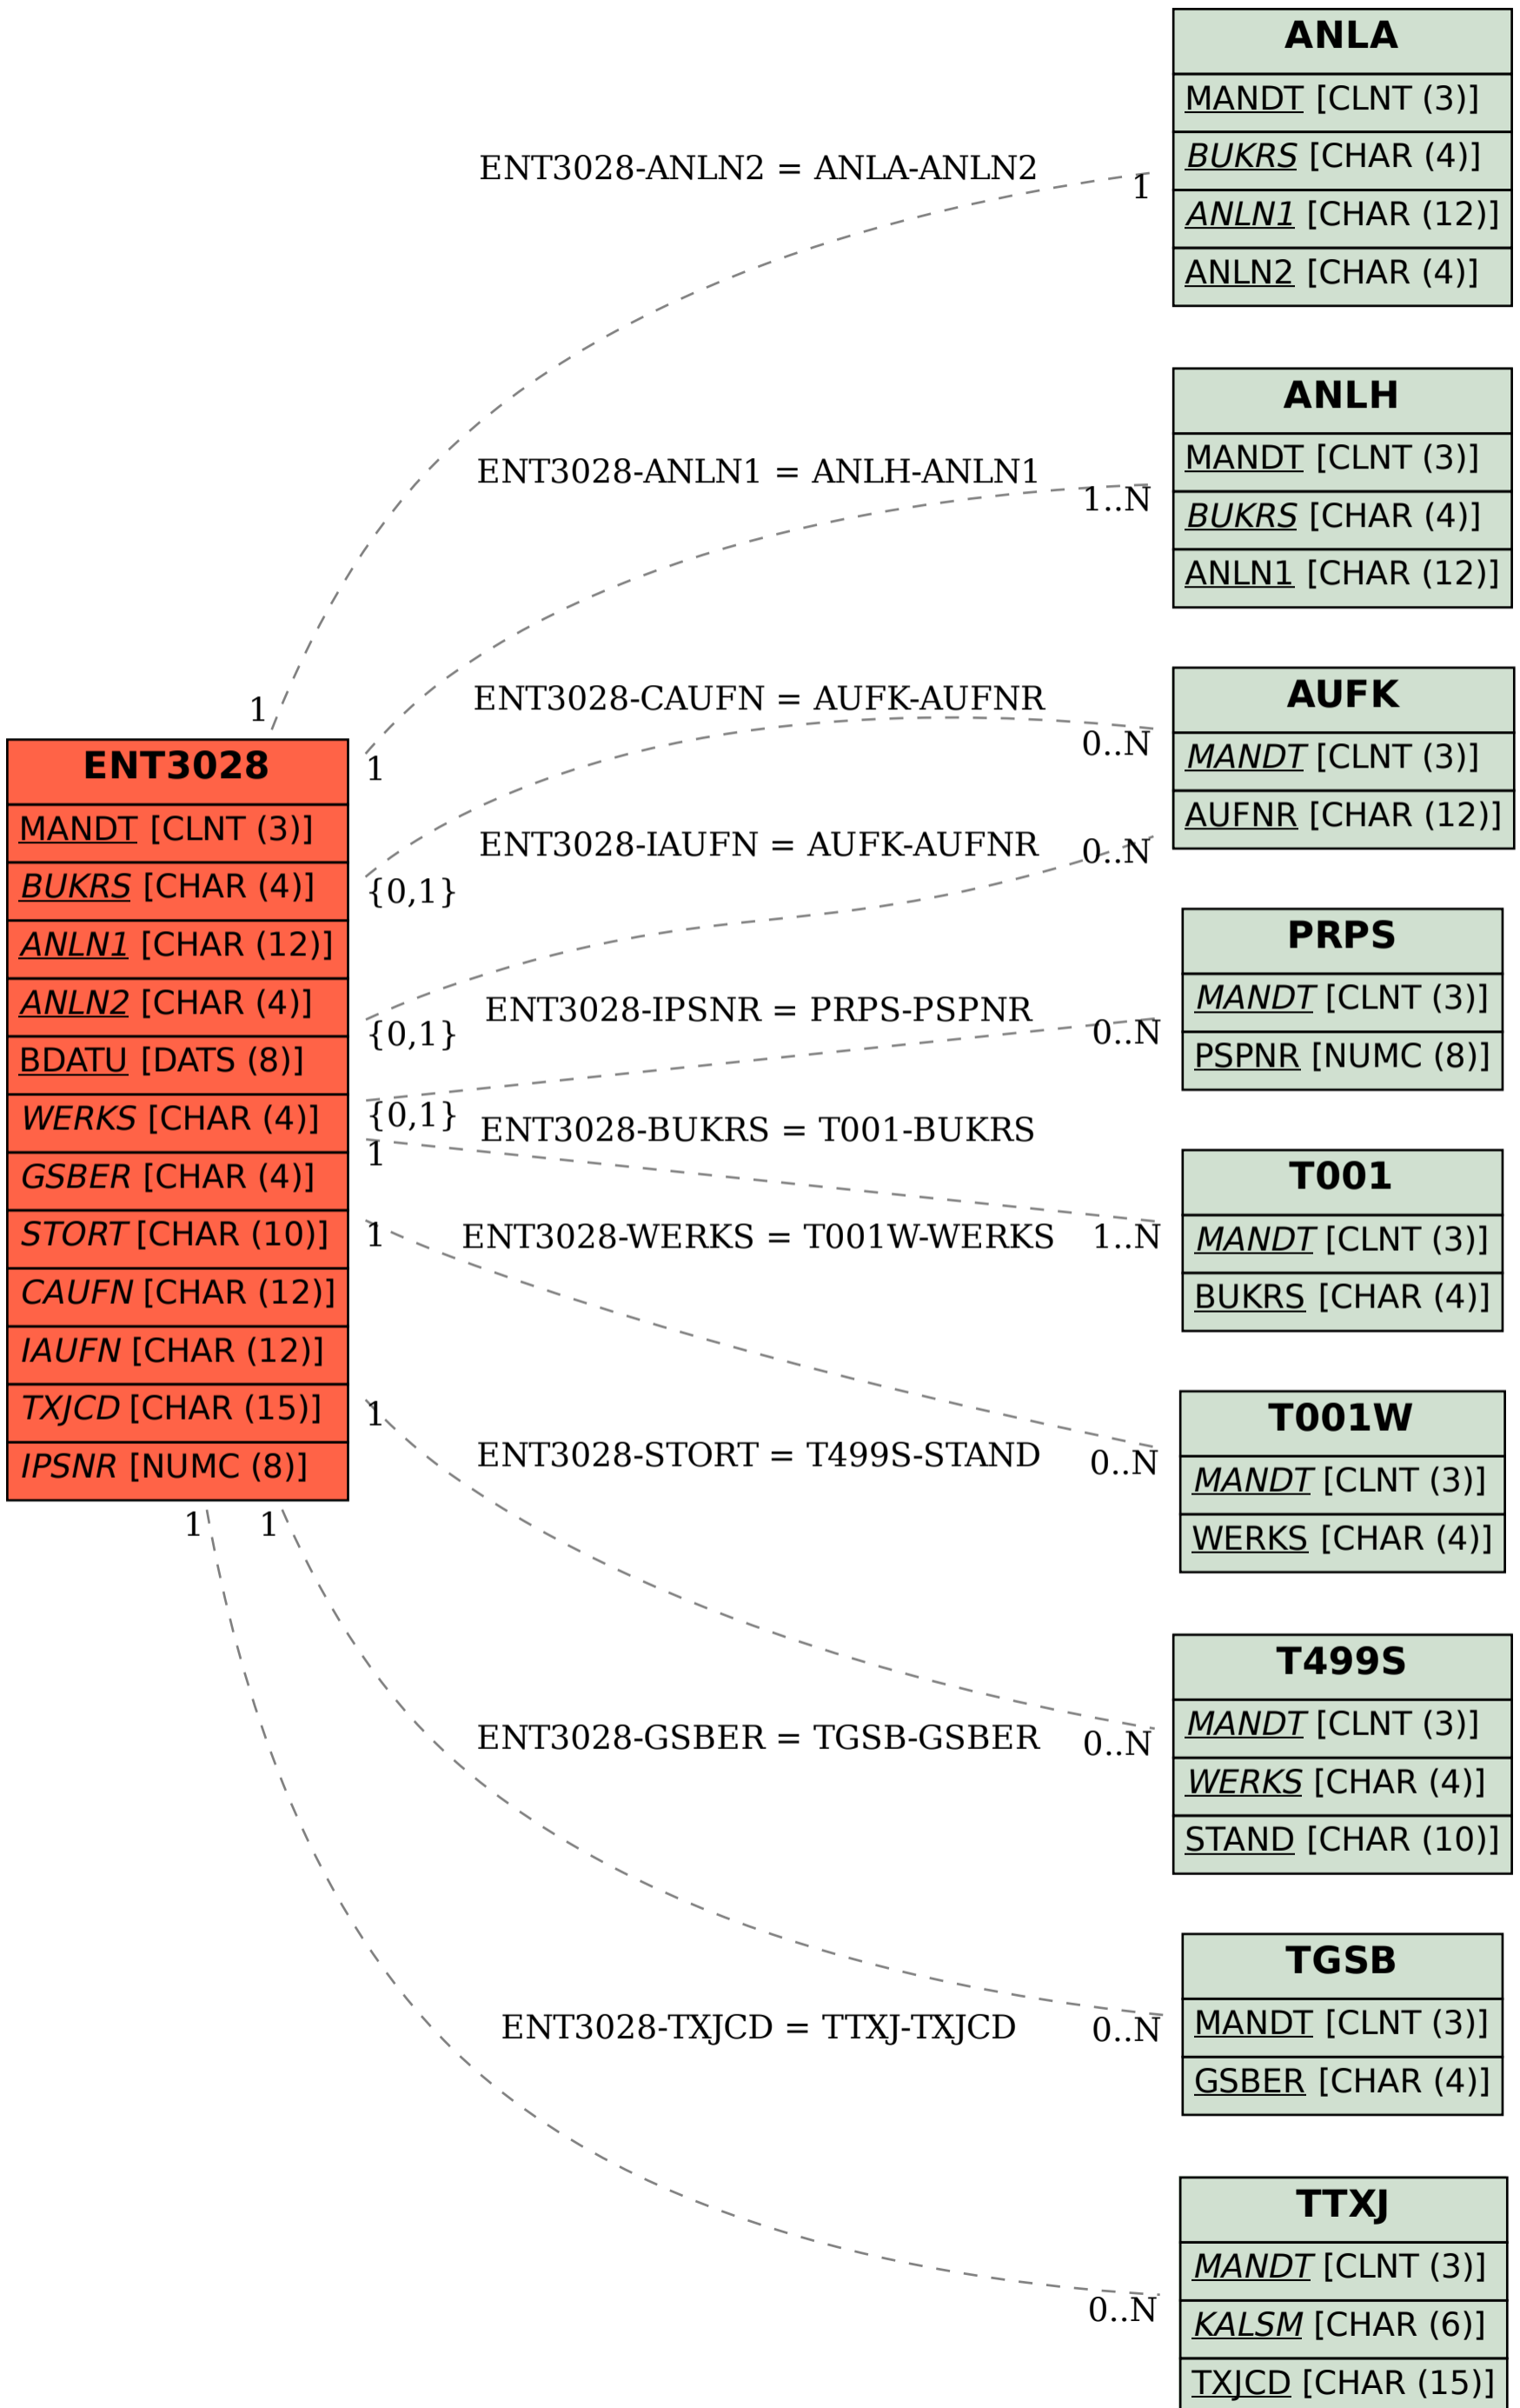 ANLA
MANDT [CLNT (3)]
BUKRS [CHAR (4)]
ANLN1 [CHAR (12)]
ANLN2 [CHAR (4)]
ENT3028-ANLN2 = ANLA-ANLN2
1
1
ANLH
MANDT [CLNT (3)]
BUKRS [CHAR (4)]
ANLN1 [CHAR (12)]
ENT3028-ANLN1 = ANLH-ANLN1
1..N
1
AUFK
MANDT [CLNT (3)]
AUFNR [CHAR (12)]
ENT3028-CAUFN = AUFK-AUFNR
0..N
{0,1}
ENT3028-IAUFN = AUFK-AUFNR
0..N
{0,1}
ENT3028
MANDT [CLNT (3)]
BUKRS [CHAR (4)]
ANLN1 [CHAR (12)]
ANLN2 [CHAR (4)]
BDATU [DATS (8)]
WERKS [CHAR (4)]
GSBER [CHAR (4)]
STORT [CHAR (10)]
CAUFN [CHAR (12)]
IAUFN [CHAR (12)]
TXJCD [CHAR (15)]
IPSNR [NUMC (8)]
PRPS
MANDT [CLNT (3)]
PSPNR [NUMC (8)]
ENT3028-IPSNR = PRPS-PSPNR
0..N
{0,1}
T001
MANDT [CLNT (3)]
BUKRS [CHAR (4)]
ENT3028-BUKRS = T001-BUKRS
1
1..N
T001W
MANDT [CLNT (3)]
WERKS [CHAR (4)]
ENT3028-WERKS = T001W-WERKS
1
0..N
T499S
MANDT [CLNT (3)]
WERKS [CHAR (4)]
STAND [CHAR (10)]
ENT3028-STORT = T499S-STAND
1
0..N
TGSB
MANDT [CLNT (3)]
GSBER [CHAR (4)]
ENT3028-GSBER = TGSB-GSBER
1
0..N
TTXJ
MANDT [CLNT (3)]
KALSM [CHAR (6)]
TXJCD [CHAR (15)]
ENT3028-TXJCD = TTXJ-TXJCD
1
0..N